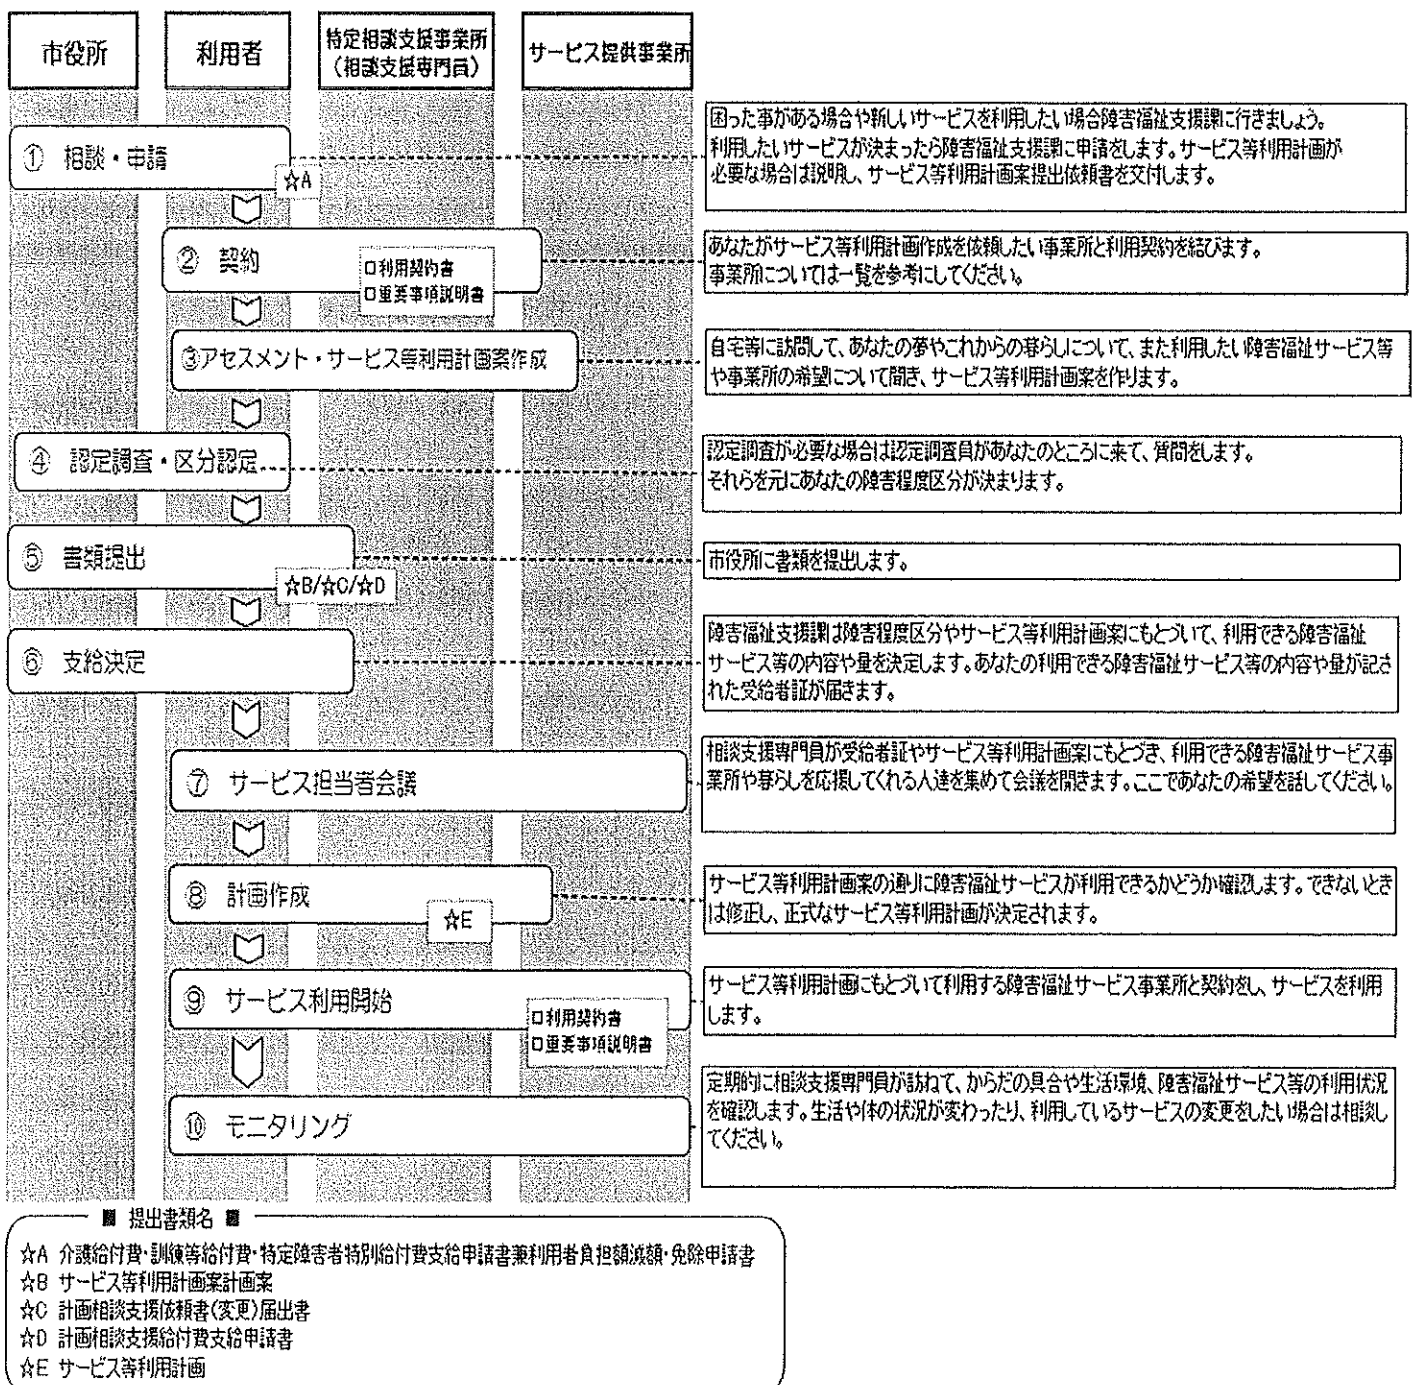 市役所
利用者
特定相談支援事業所
（相談支援専門員）
サービス提供事業所
① 相談・申請
☆A
困った事がある場合や新しいサービスを利用したい場合障害福祉支援課に行きましょう。
利用したいサービスが決まったら障害福祉支援課に申請をします。サービス等利用計画が
必要な場合は説明し、サービス等利用計画案提出依頼書を交付します。
② 契約
□利用契約書
□重要事項説明書
あなたがサービス等利用計画作成を依頼したい事業所と利用契約を結びます。
事業所については一覧を参考にしてください。
③アセスメント・サービス等利用計画案作成
自宅等に訪問して、あなたの夢やこれからの暮らしについて、また利用したい障害福祉サービス等
や事業所の希望について聞き、サービス等利用計画案を作ります。
④ 認定調査・区分認定
認定調査が必要な場合は認定調査員があなたのところに来て、質問をします。
それらを元にあなたの障害程度区分が決まります。
⑤ 書類提出
☆B/☆C/☆D
市役所に書類を提出します。
⑥ 支給決定
障害福祉支援課は障害程度区分やサービス等利用計画案にもとづいて、利用できる障害福祉
サービス等の内容や量を決定します。あなたの利用できる障害福祉サービス等の内容や量が記さ
れた受給者証が届きます。
⑦ サービス担当者会議
相談支援専門員が受給者証やサービス等利用計画案にもとづき、利用できる障害福祉サービス事
業所や暮らしを応援してくれる人達を集めて会議を開きます。ここであなたの希望を話してください。
⑧ 計画作成
☆E
サービス等利用計画案の通りに障害福祉サービスが利用できるかどうか確認します。できないとき
は修正し、正式なサービス等利用計画が決定されます。
⑨ サービス利用開始
□利用契約書
□重要事項説明書
サービス等利用計画にもとづいて利用する障害福祉サービス事業所と契約をし、サービスを利用
します。
⑩ モニタリング
定期的に相談支援専門員が訪ねて、からだの具合や生活環境、障害福祉サービス等の利用状況
を確認します。生活や体の状況が変わったり、利用しているサービスの変更をしたい場合は相談し
てください。
■ 提出書類名 ■
☆A 介護給付費・訓練等給付費・特定障害者特別給付費支給申請書兼利用者負担額減額・免除申請書
☆B サービス等利用計画案計画案
☆C 計画相談支援依頼書(変更)届出書
☆D 計画相談支援給付費支給申請書
☆E サービス等利用計画